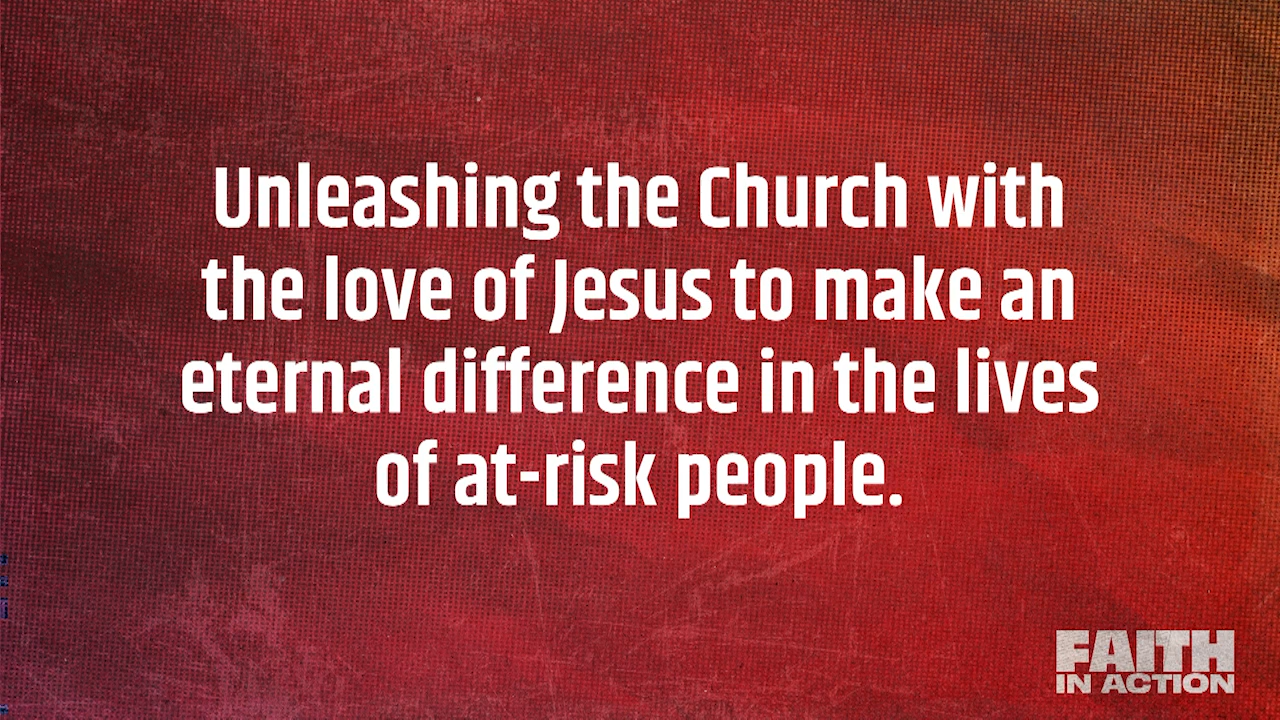 Unleashing the Church with
the love of Jesus to make an
eternal difference in the lives
of at-risk people.
FAITH
IN ACTION